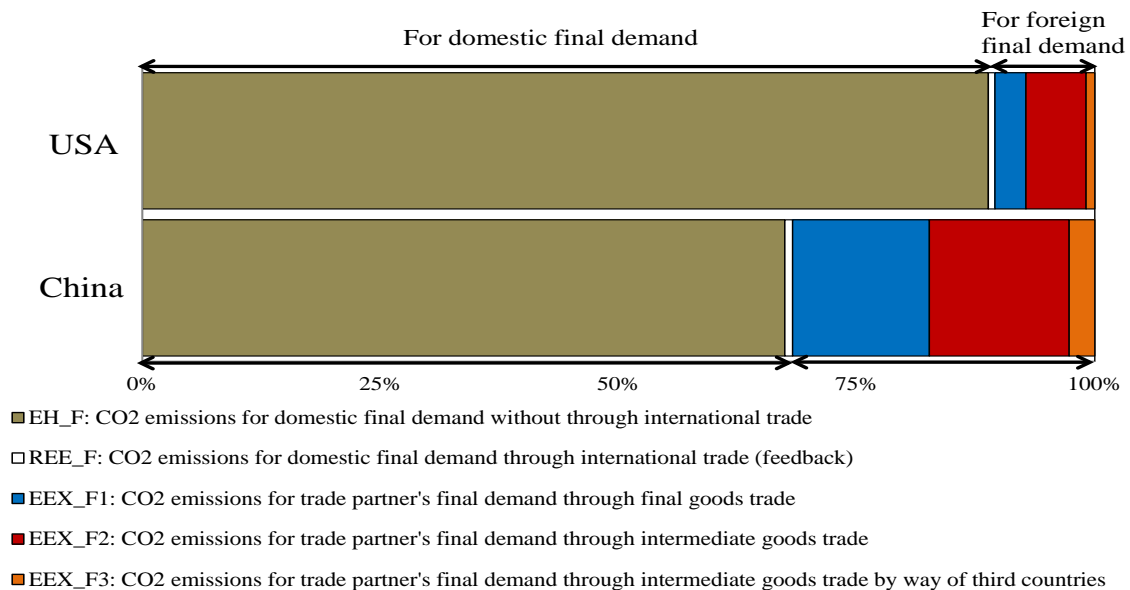 For domestic final demand
For foreign
final demand
USA
China
0%
25%
50%
75%
100%
EH_F: CO2 emissions for domestic final demand without through international trade
REE_F: CO2 emissions for domestic final demand through international trade (feedback)
EEX_F1: CO2 emissions for trade partner's final demand through final goods trade
EEX_F2: CO2 emissions for trade partner's final demand through intermediate goods trade
EEX_F3: CO2 emissions for trade partner's final demand through intermediate goods trade by way of third countries